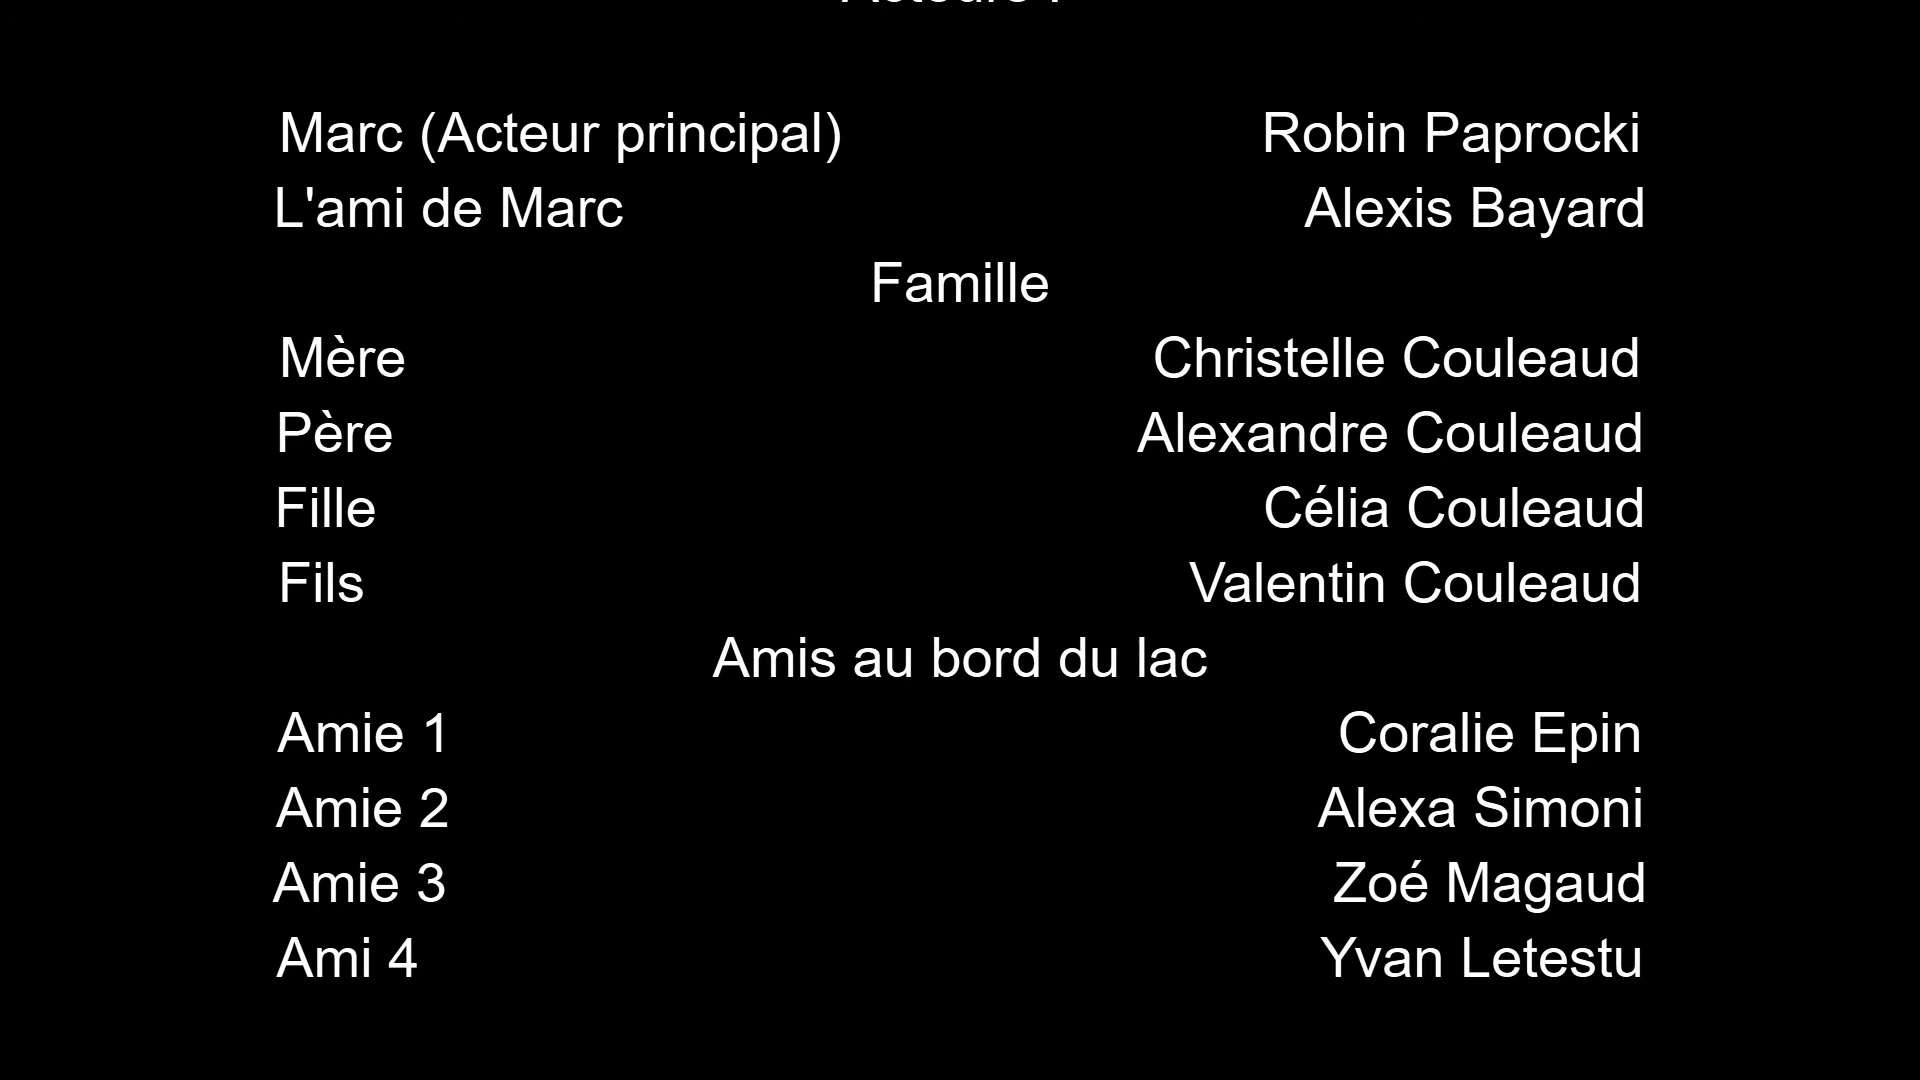 Acteurs :
Marc (Acteur principal) Robin Paprocki
L'ami de Marc Alexis Bayard
Famille
Mère Christelle Couleaud
Père Alexandre Couleaud
Fille Célia Couleaud
Fils Valentin Couleaud
Amis au bord du lac
Amie 1 Coralie Epin
Amie 2 Alexa Simoni
Amie 3 Zoé Magaud
Ami 4 Yvan Letestu